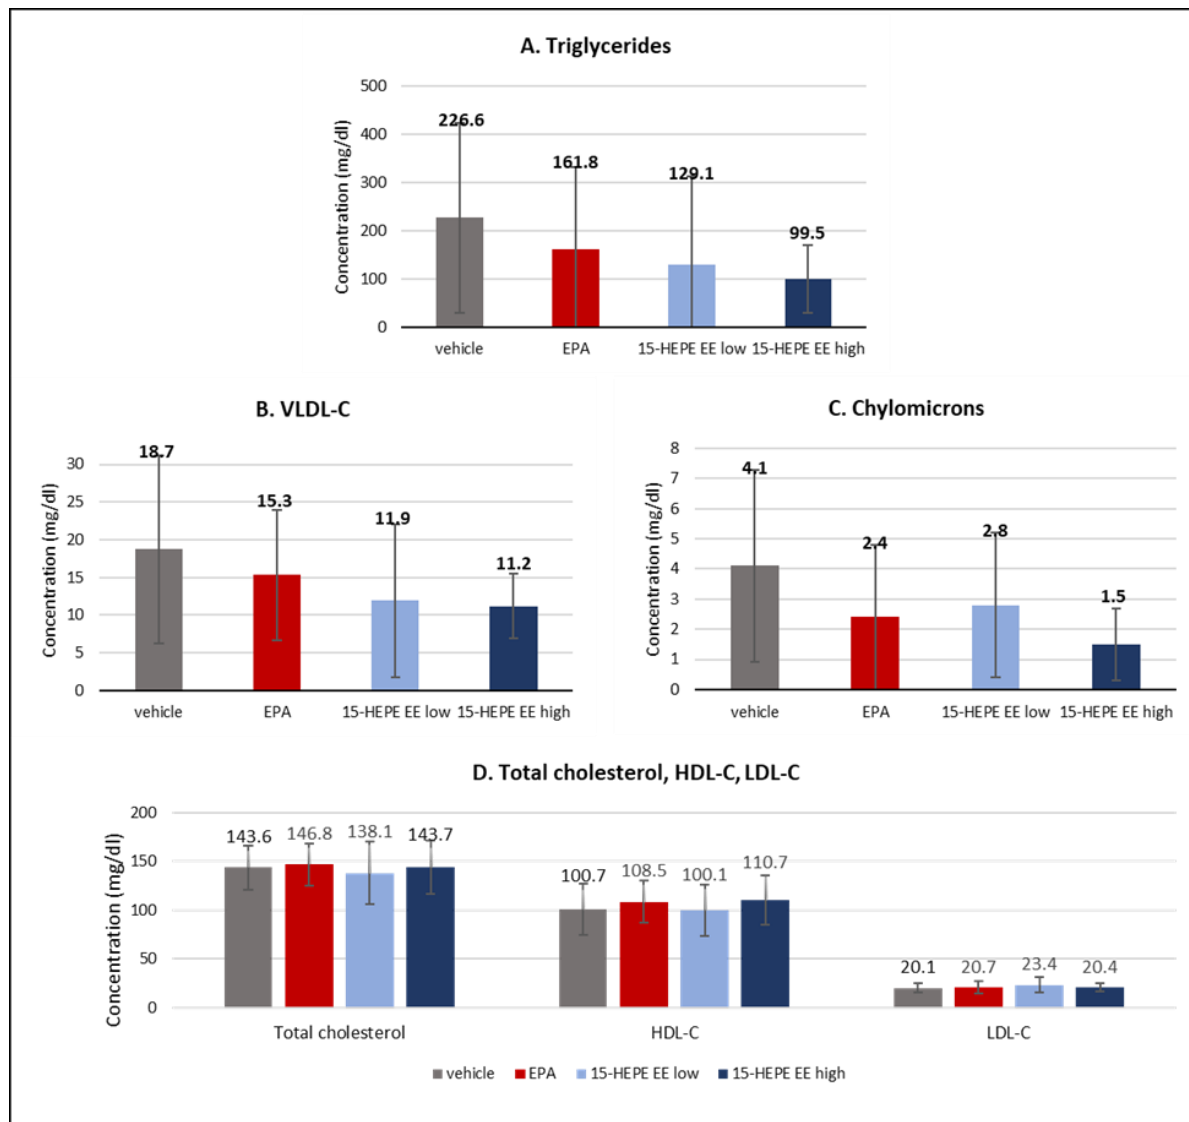 A. Triglycerides
Concentration (mg/dl)
500
400
300
200
100
0
226.6
161.8
129.1
99.5
vehicle EPA 15-HEPE EE low 15-HEPE EE high
B. VLDL-C
Concentration (mg/dl)
30
25
20
15
10
5
0
18.7
15.3
11.9
11.2
vehicle EPA 15-HEPE EE low 15-HEPE EE high
C. Chylomicrons
Concentration (mg/dl)
8
7
6
5
4
3
2
1
0
4.1
2.4
2.8
1.5
vehicle EPA 15-HEPE EE low 15-HEPE EE high
D. Total cholesterol, HDL-C, LDL-C
Concentration (mg/dl)
200
150
100
50
0
143.6 146.8 138.1 143.7
100.7 108.5 100.1 110.7
20.1 20.7 23.4 20.4
Total cholesterol HDL-C LDL-C
vehicle EPA 15-HEPE EE low 15-HEPE EE high